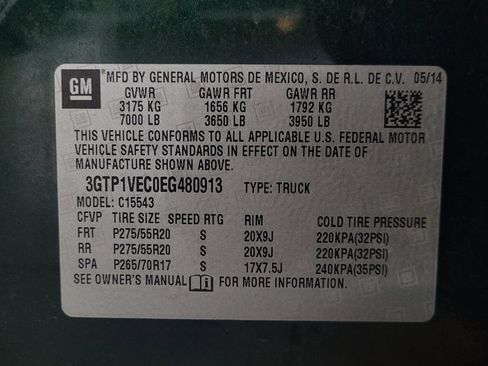 GM
MFD BY GENERAL MOTORS DE MEXICO, S. DE R.L. DE C.V. 05/14
GVWR GAWR FRT GAWR RR
3175 KG 1656 KG 1792 KG
7000 LB 3650 LB 3950 LB
THIS VEHICLE CONFORMS TO ALL APPLICABLE U.S. FEDERAL MOTOR
VEHICLE SAFETY STANDARDS IN EFFECT ON THE DATE OF
MANUFACTURE SHOWN ABOVE.
3GTP1VEC0EG480913 TYPE: TRUCK
MODEL: C15543
CFVP TIRE SIZE SPEED RTG RIM COLD TIRE PRESSURE
FRT P275/55R20 S 20X9J 220KPA(32PSI)
RR P275/55R20 S 20X9J 220KPA(32PSI)
SPA P265/70R17 S 17X7.5J 240KPA(35PSI)
SEE OWNER'S MANUAL FOR MORE INFORMATION.